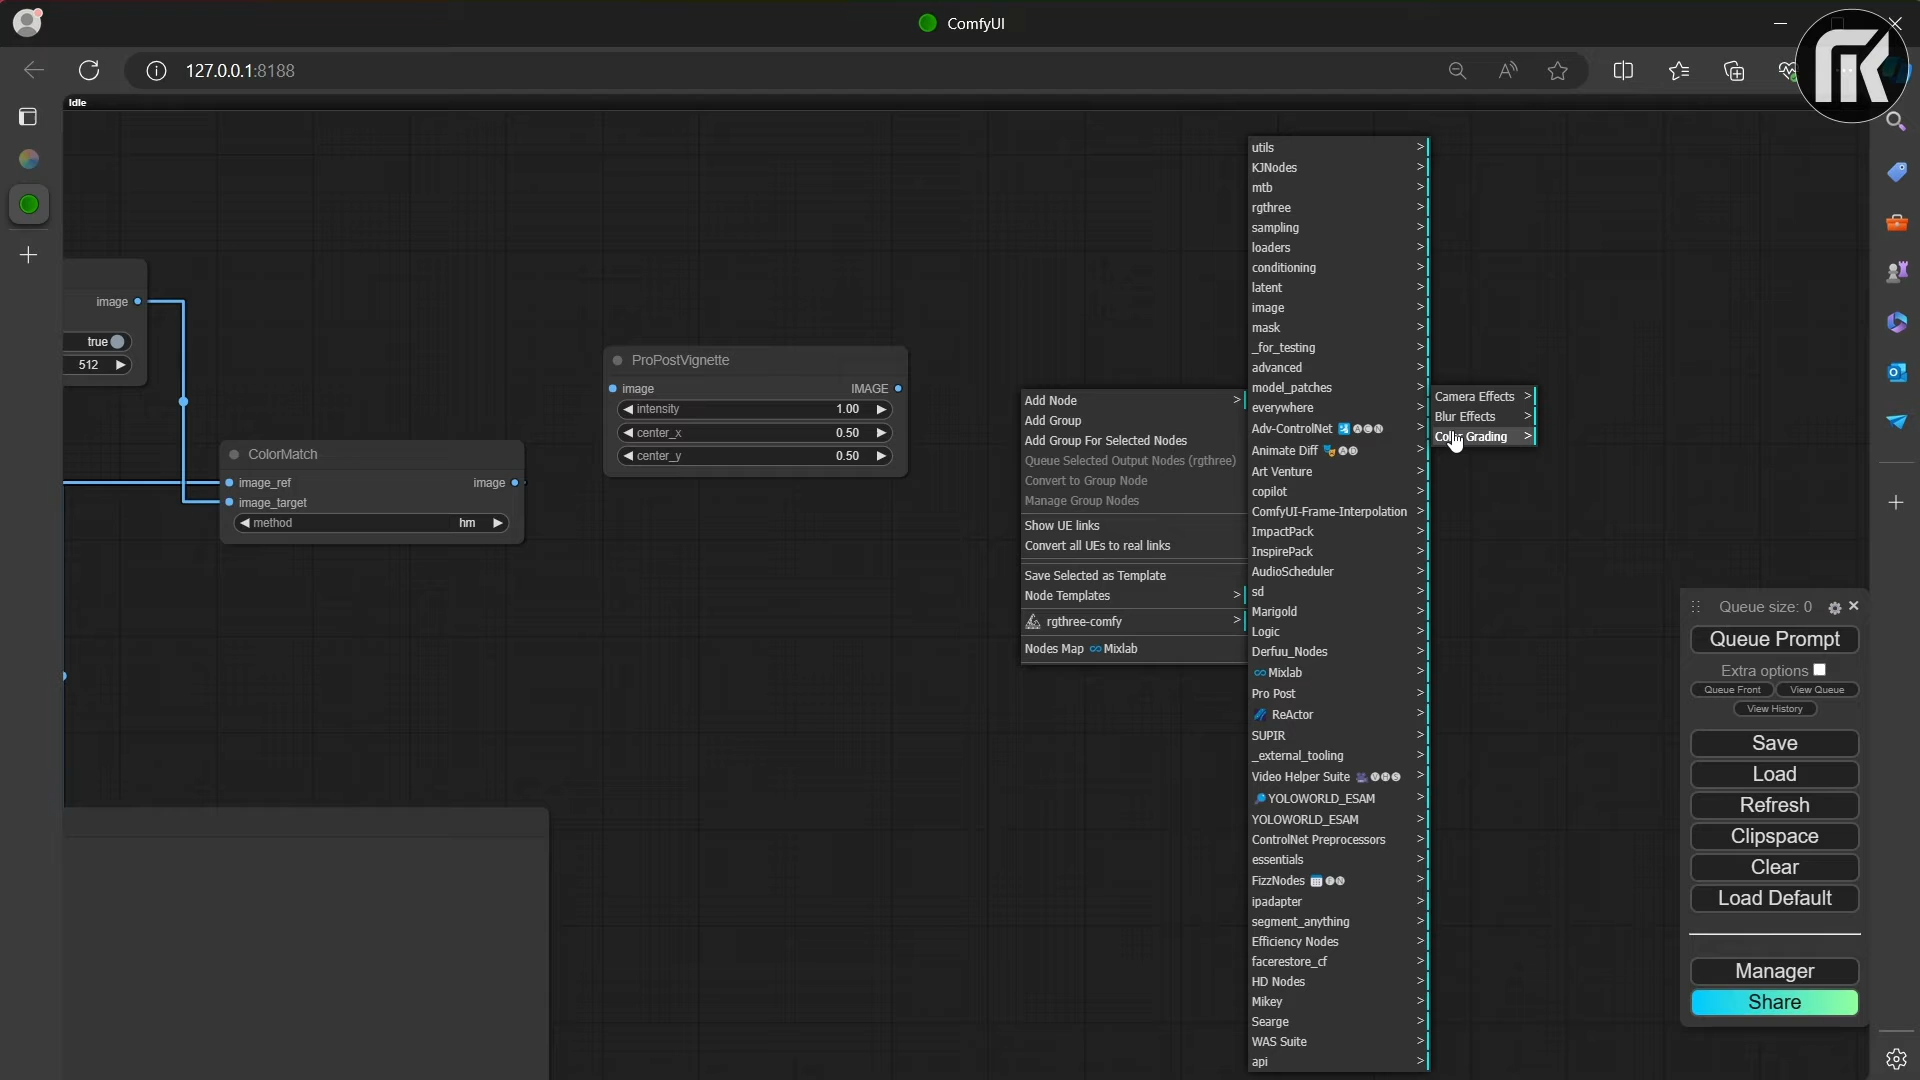 ComfyUI
127.0.0.1:8188
Idle
image
true
512
ColorMatch
image_ref
image
image_target
method
hm
ProPostVignette
image
IMAGE
intensity
1.00
center_x
0.50
center_y
0.50
Add Node
Add Group
Add Group For Selected Nodes
Queue Selected Output Nodes (rgthree)
Convert to Group Node
Manage Group Nodes
Show UE links
Convert all UEs to real links
Save Selected as Template
Node Templates
rgthree-comfy
Nodes Map ∞ Mixlab
utils
KJNodes
mtb
rgthree
sampling
loaders
conditioning
latent
image
mask
_for_testing
advanced
model_patches
everywhere
Adv-ControlNet 🛂🅐🅒🅝
Animate Diff 🎭🅐🅓
Art Venture
copilot
ComfyUI-Frame-Interpolation
ImpactPack
InspirePack
AudioScheduler
sd
Marigold
Logic
Derfuu_Nodes
∞ Mixlab
Pro Post
ReActor
SUPIR
_external_tooling
Video Helper Suite 🎥🅥🅗🅢
🔎YOLOWORLD_ESAM
YOLOWORLD_ESAM
ControlNet Preprocessors
essentials
FizzNodes 📅🅕🅝
ipadapter
segment_anything
Efficiency Nodes
facerestore_cf
HD Nodes
Mikey
Searge
WAS Suite
api
Camera Effects
Blur Effects
Color Grading
Queue size: 0
Queue Prompt
Extra options
Queue Front
View Queue
View History
Save
Load
Refresh
Clipspace
Clear
Load Default
Manager
Share